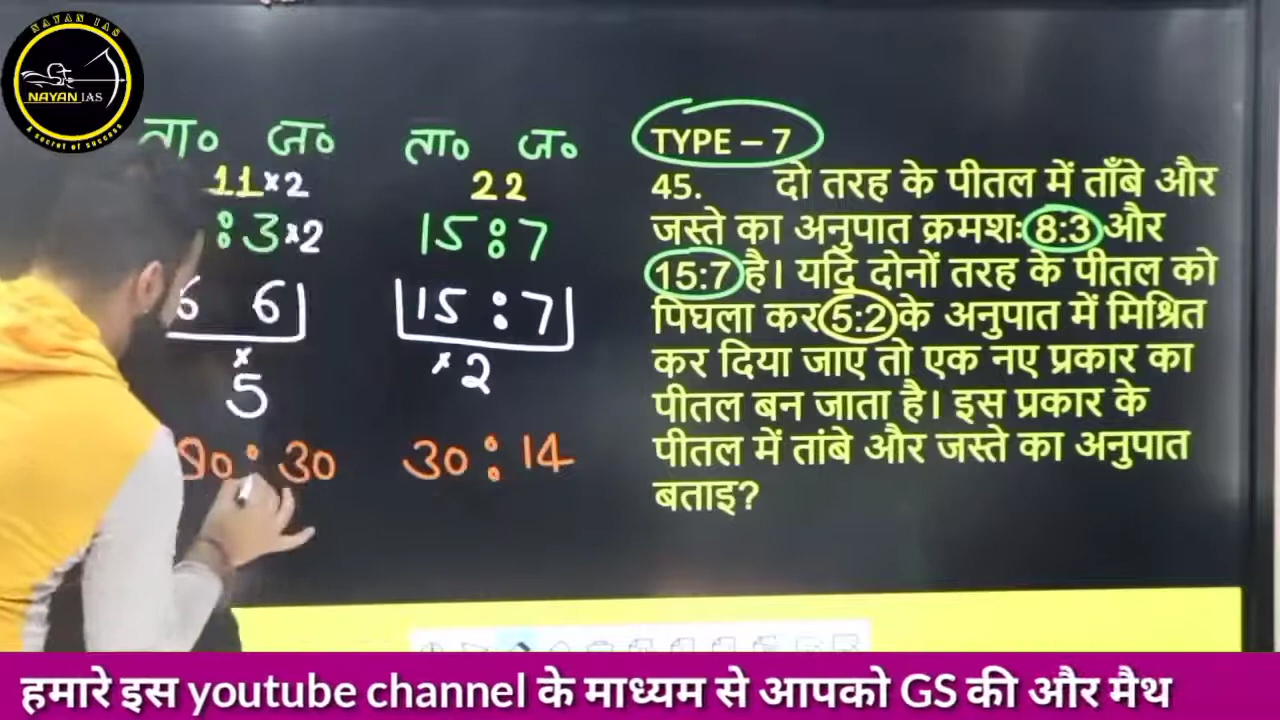 NAYAN IAS
NAYAN IAS
A secret of success
ता० ज० ता० ज०
11×2 22
:3×2 15:7
6 6 15:7
×5 ×2
90:30 30:14
TYPE – 7
45. दो तरह के पीतल में ताँबे और
जस्ते का अनुपात क्रमशः 8:3 और
15:7 है। यदि दोनों तरह के पीतल को
पिघला कर 5:2 के अनुपात में मिश्रित
कर दिया जाए तो एक नए प्रकार का
पीतल बन जाता है। इस प्रकार के
पीतल में तांबे और जस्ते का अनुपात
बताइ?
हमारे इस youtube channel के माध्यम से आपको GS की और मैथ